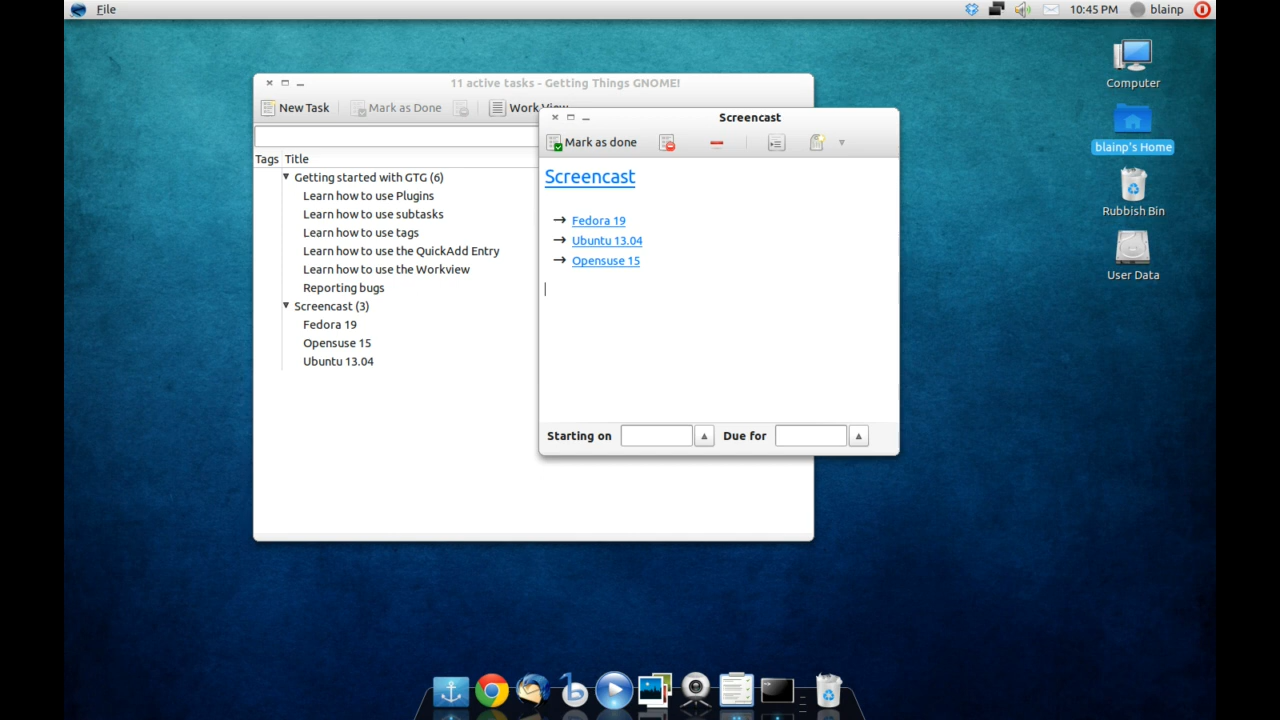 File
10:45 PM
blainp
Computer
blainp's Home
Rubbish Bin
User Data
11 active tasks - Getting Things GNOME!
New Task
Mark as Done
Work View
Tags Title
Getting started with GTG (6)
Learn how to use Plugins
Learn how to use subtasks
Learn how to use tags
Learn how to use the QuickAdd Entry
Learn how to use the Workview
Reporting bugs
Screencast (3)
Fedora 19
Opensuse 15
Ubuntu 13.04
Screencast
Mark as done
Screencast
→ Fedora 19
→ Ubuntu 13.04
→ Opensuse 15
Starting on
Due for